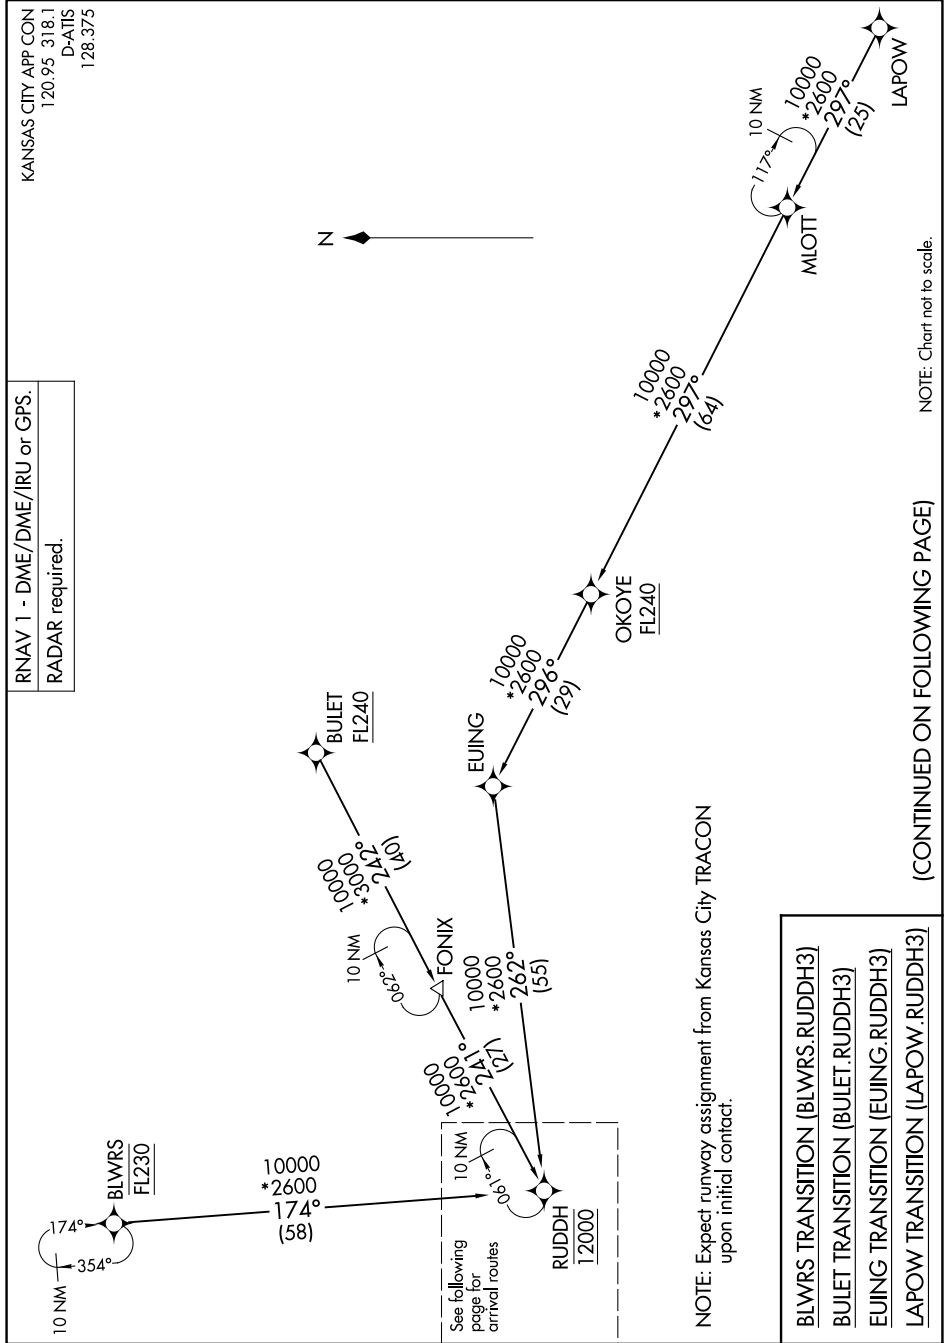 KANSAS CITY APP CON
120.95 318.1
D-ATIS
128.375
RNAV 1 - DME/DME/IRU or GPS.
RADAR required.
N
LAPOW
10000
*2600
297°
(25)
10 NM
117°
MLOTT
10000
*2600
297°
(64)
OKOYE
FL240
10000
*2600
296°
(29)
EUING
10000
*2600
262°
(55)
BULET
FL240
10000
*3000
242°
(40)
10 NM
062°
FONIX
10000
*2600
241°
(27)
10 NM
061°
RUDDH
12000
See following
page for
arrival routes
BLWRS
FL230
10 NM
174°
354°
10000
*2600
174°
(58)
NOTE: Expect runway assignment from Kansas City TRACON
upon initial contact.
NOTE: Chart not to scale.
(CONTINUED ON FOLLOWING PAGE)
BLWRS TRANSITION (BLWRS.RUDDH3)
BULET TRANSITION (BULET.RUDDH3)
EUING TRANSITION (EUING.RUDDH3)
LAPOW TRANSITION (LAPOW.RUDDH3)